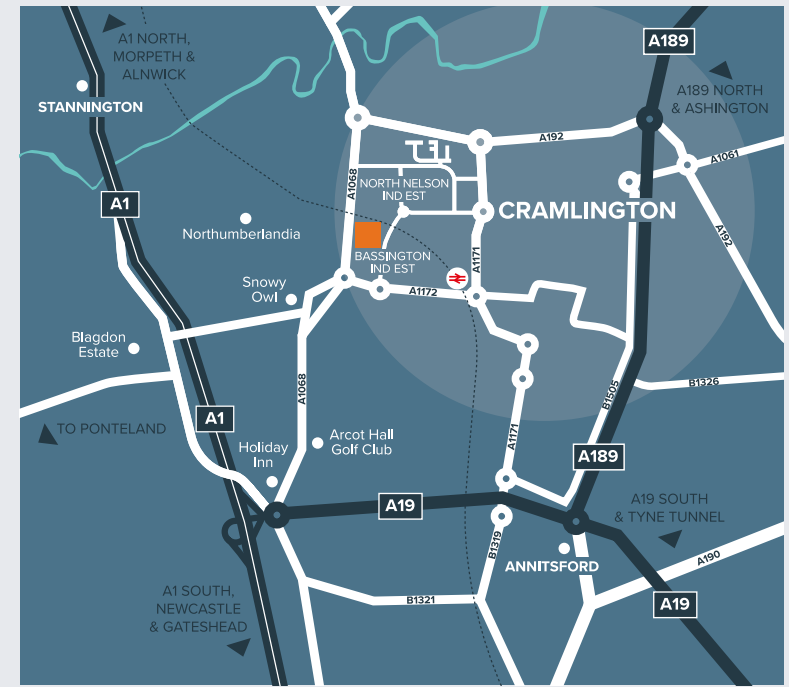 A1 NORTH,
MORPETH &
ALNWICK
STANNINGTON
A189
A189 NORTH
& ASHINGTON
A192
A1061
A1068
NORTH NELSON
IND EST
A1
CRAMLINGTON
A192
Northumberlandia
BASSINGTON
IND EST
A1171
Snowy
Owl
A1172
Blagdon
Estate
A1068
B1505
B1326
A1
TO PONTELAND
Arcot Hall
Golf Club
A1171
Holiday
Inn
A189
A19
A19 SOUTH
& TYNE TUNNEL
B1319
ANNITSFORD
A190
A1 SOUTH,
NEWCASTLE
& GATESHEAD
B1321
A19